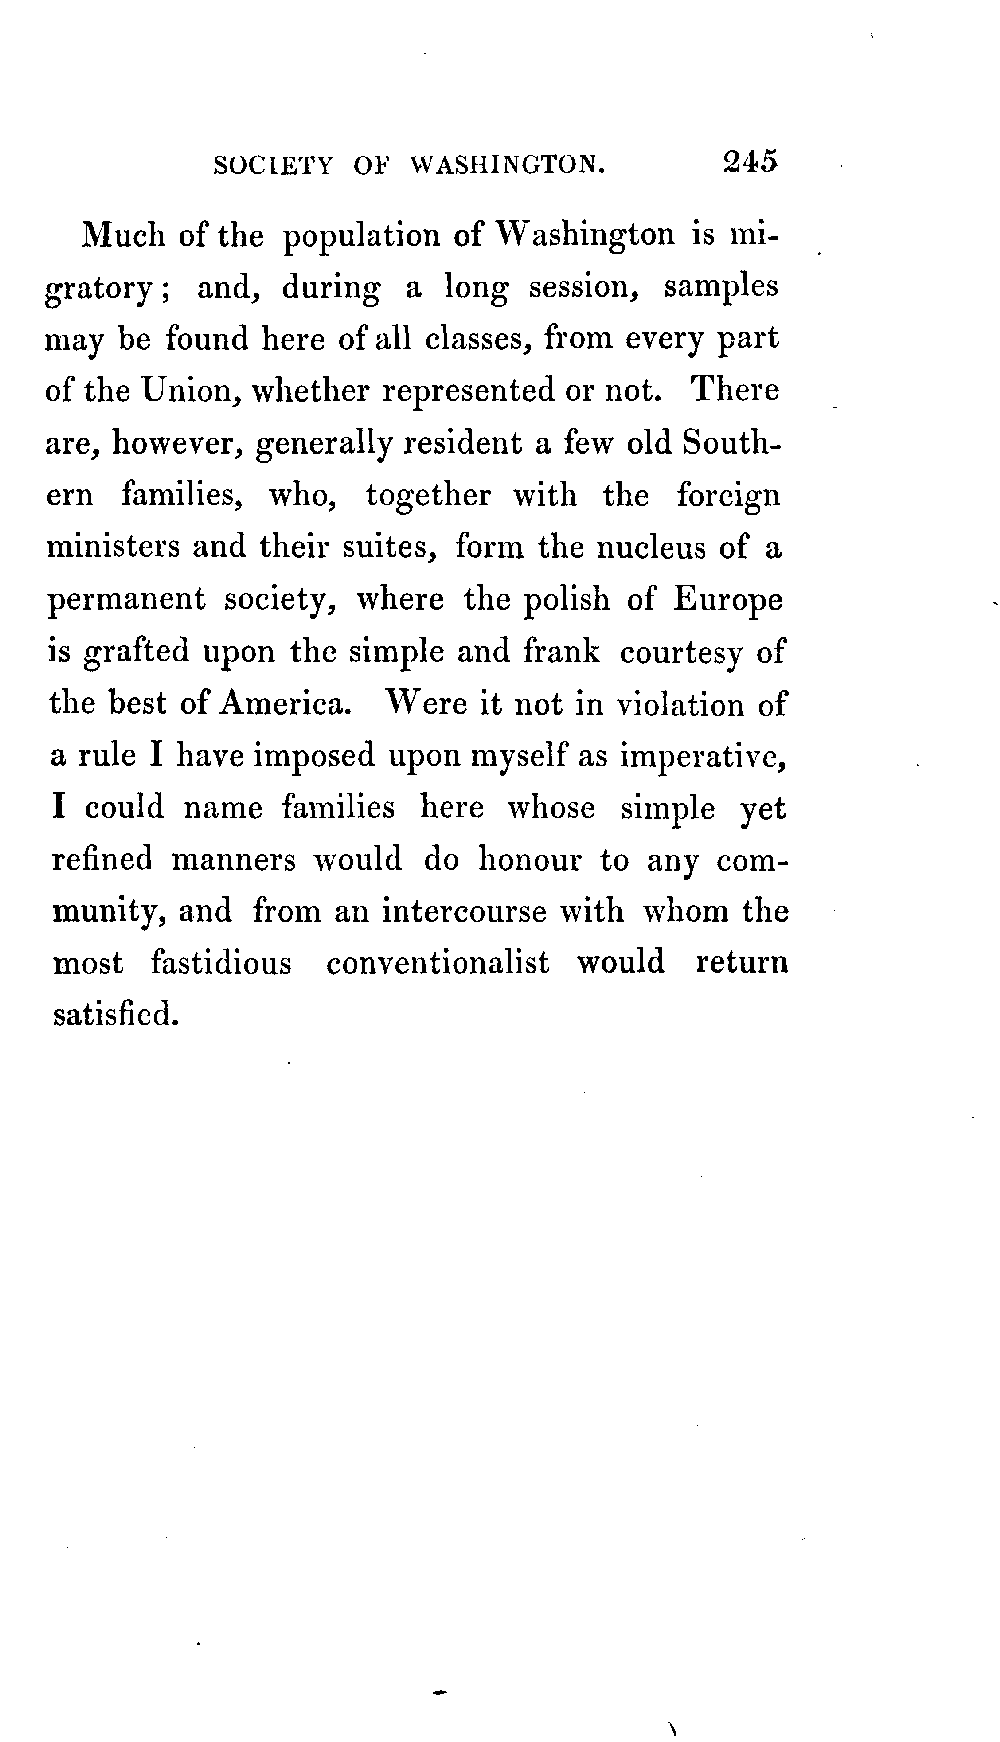 SOCIETY OF WASHINGTON. 245
Much of the population of Washington is mi-
gratory; and, during a long session, samples
may be found here of all classes, from every part
of the Union, whether represented or not. There
are, however, generally resident a few old South-
ern families, who, together with the foreign
ministers and their suites, form the nucleus of a
permanent society, where the polish of Europe
is grafted upon the simple and frank courtesy of
the best of America. Were it not in violation of
a rule I have imposed upon myself as imperative,
I could name families here whose simple yet
refined manners would do honour to any com-
munity, and from an intercourse with whom the
most fastidious conventionalist would return
satisfied.